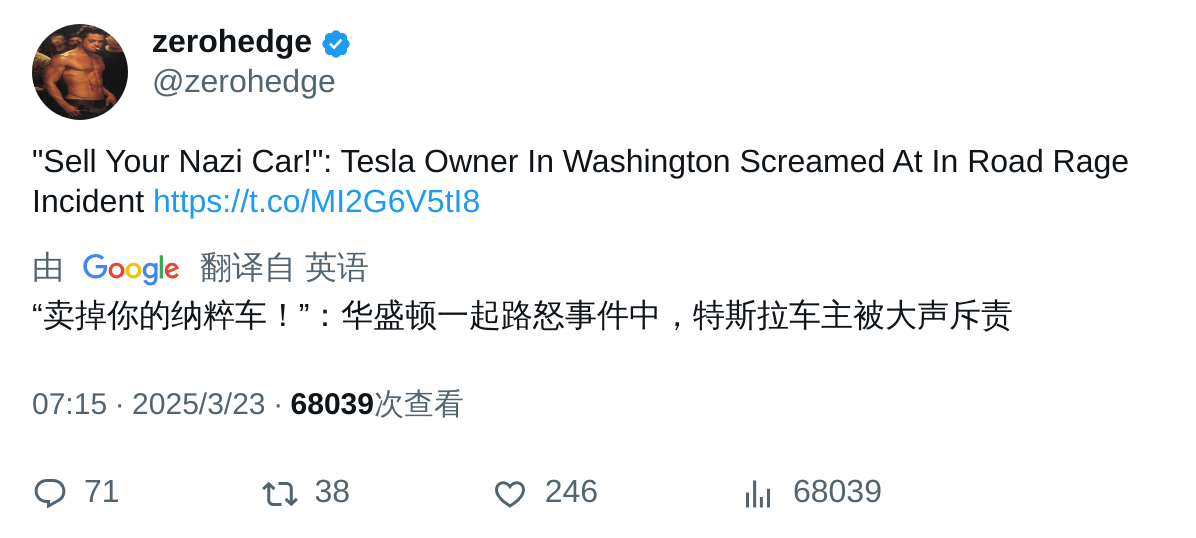 zerohedge
@zerohedge
"Sell Your Nazi Car!": Tesla Owner In Washington Screamed At In Road Rage
Incident https://t.co/MI2G6V5tI8
由 Google 翻译自 英语
“卖掉你的纳粹车！”：华盛顿一起路怒事件中，特斯拉车主被大声斥责
07:15 · 2025/3/23 · 68039次查看
71 38 246 68039